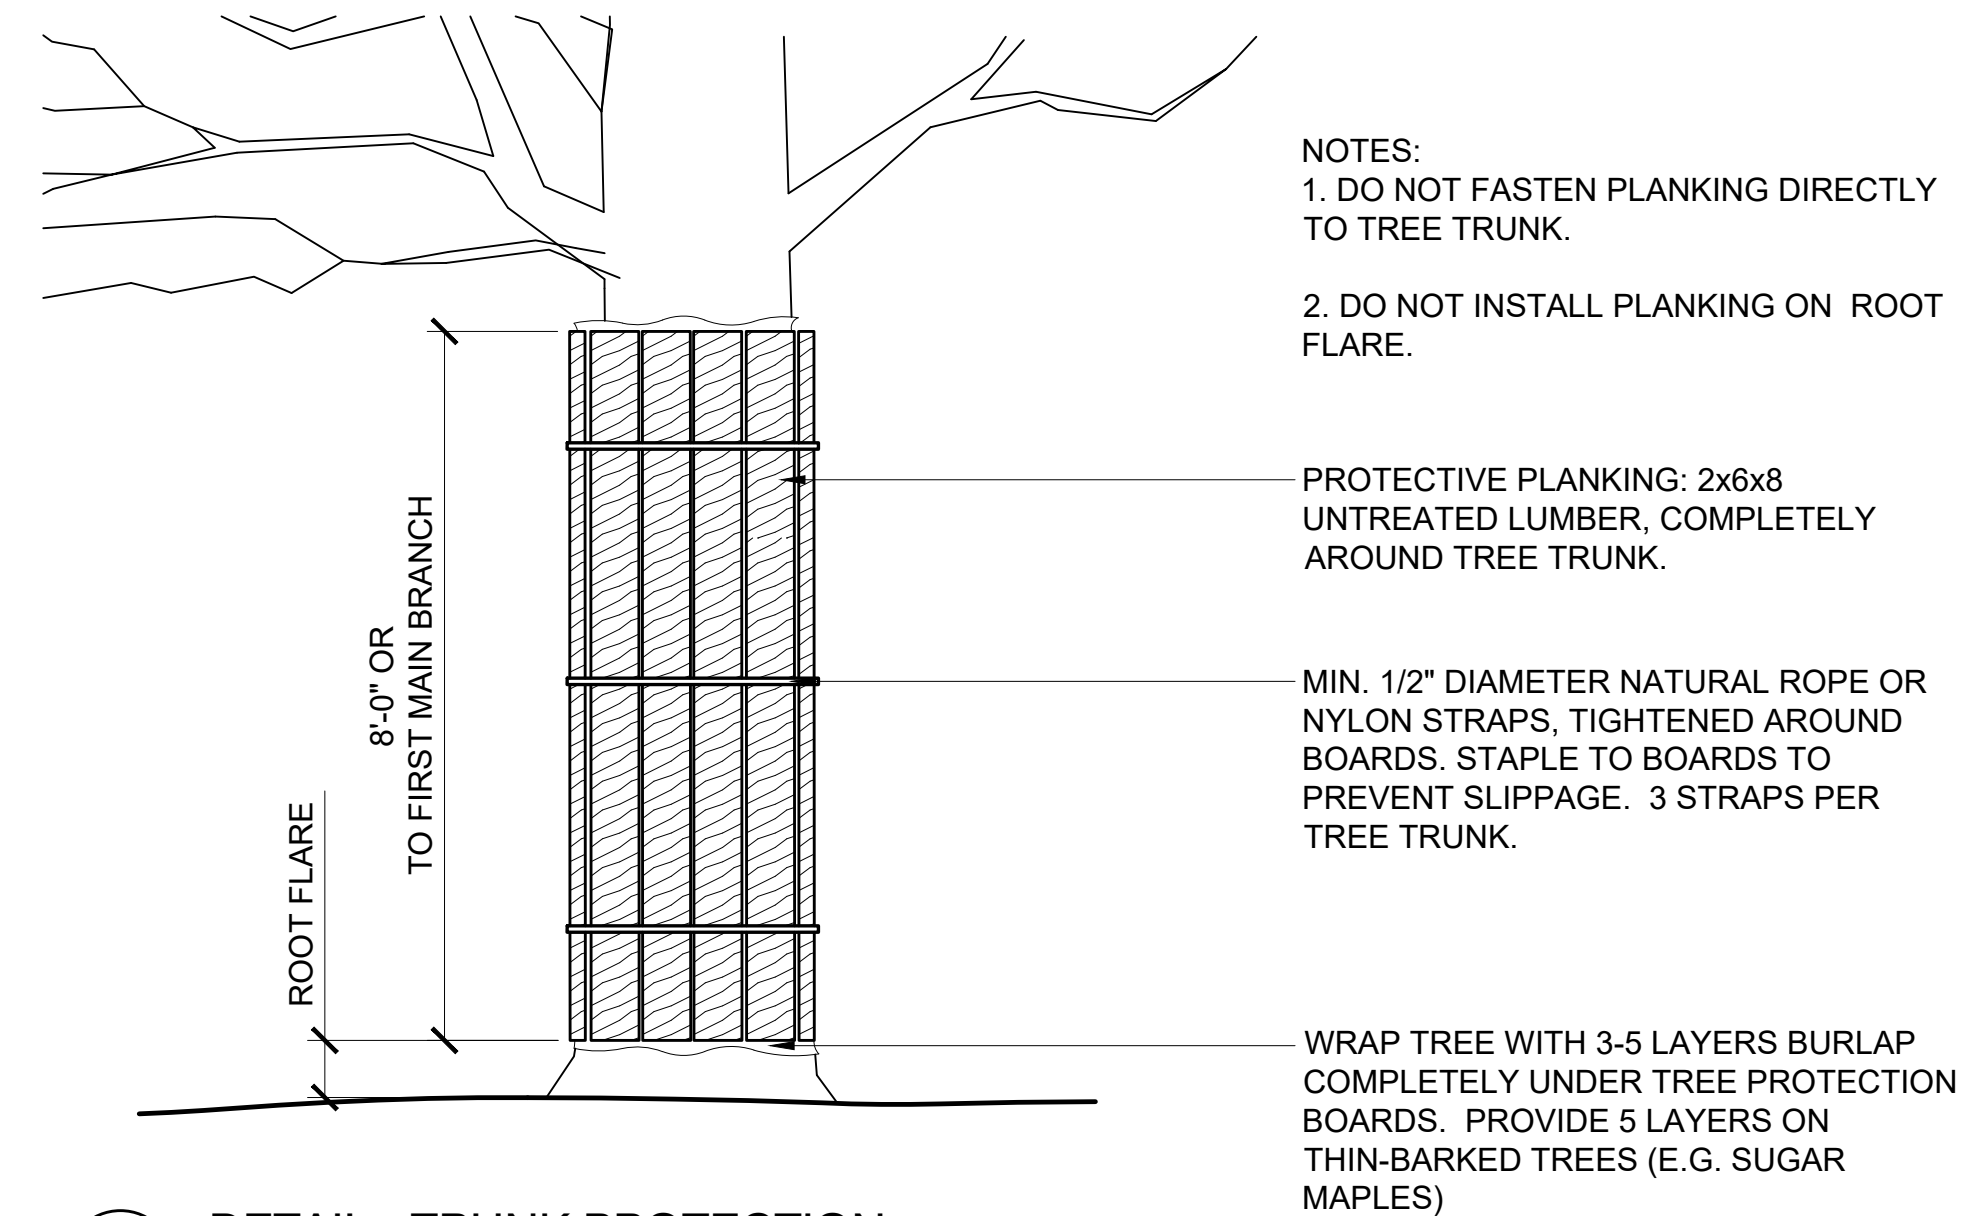 NOTES:
1. DO NOT FASTEN PLANKING DIRECTLY
TO TREE TRUNK.
2. DO NOT INSTALL PLANKING ON  ROOT
FLARE.
PROTECTIVE PLANKING: 2x6x8
UNTREATED LUMBER, COMPLETELY
AROUND TREE TRUNK.
MIN. 1/2" DIAMETER NATURAL ROPE OR
NYLON STRAPS, TIGHTENED AROUND
BOARDS. STAPLE TO BOARDS TO
PREVENT SLIPPAGE.  3 STRAPS PER
TREE TRUNK.
8'-0" OR
TO FIRST MAIN BRANCH
ROOT FLARE
WRAP TREE WITH 3-5 LAYERS BURLAP
COMPLETELY UNDER TREE PROTECTION
BOARDS.  PROVIDE 5 LAYERS ON
THIN-BARKED TREES (E.G. SUGAR
MAPLES)
DETAIL - TRUNK PROTECTION